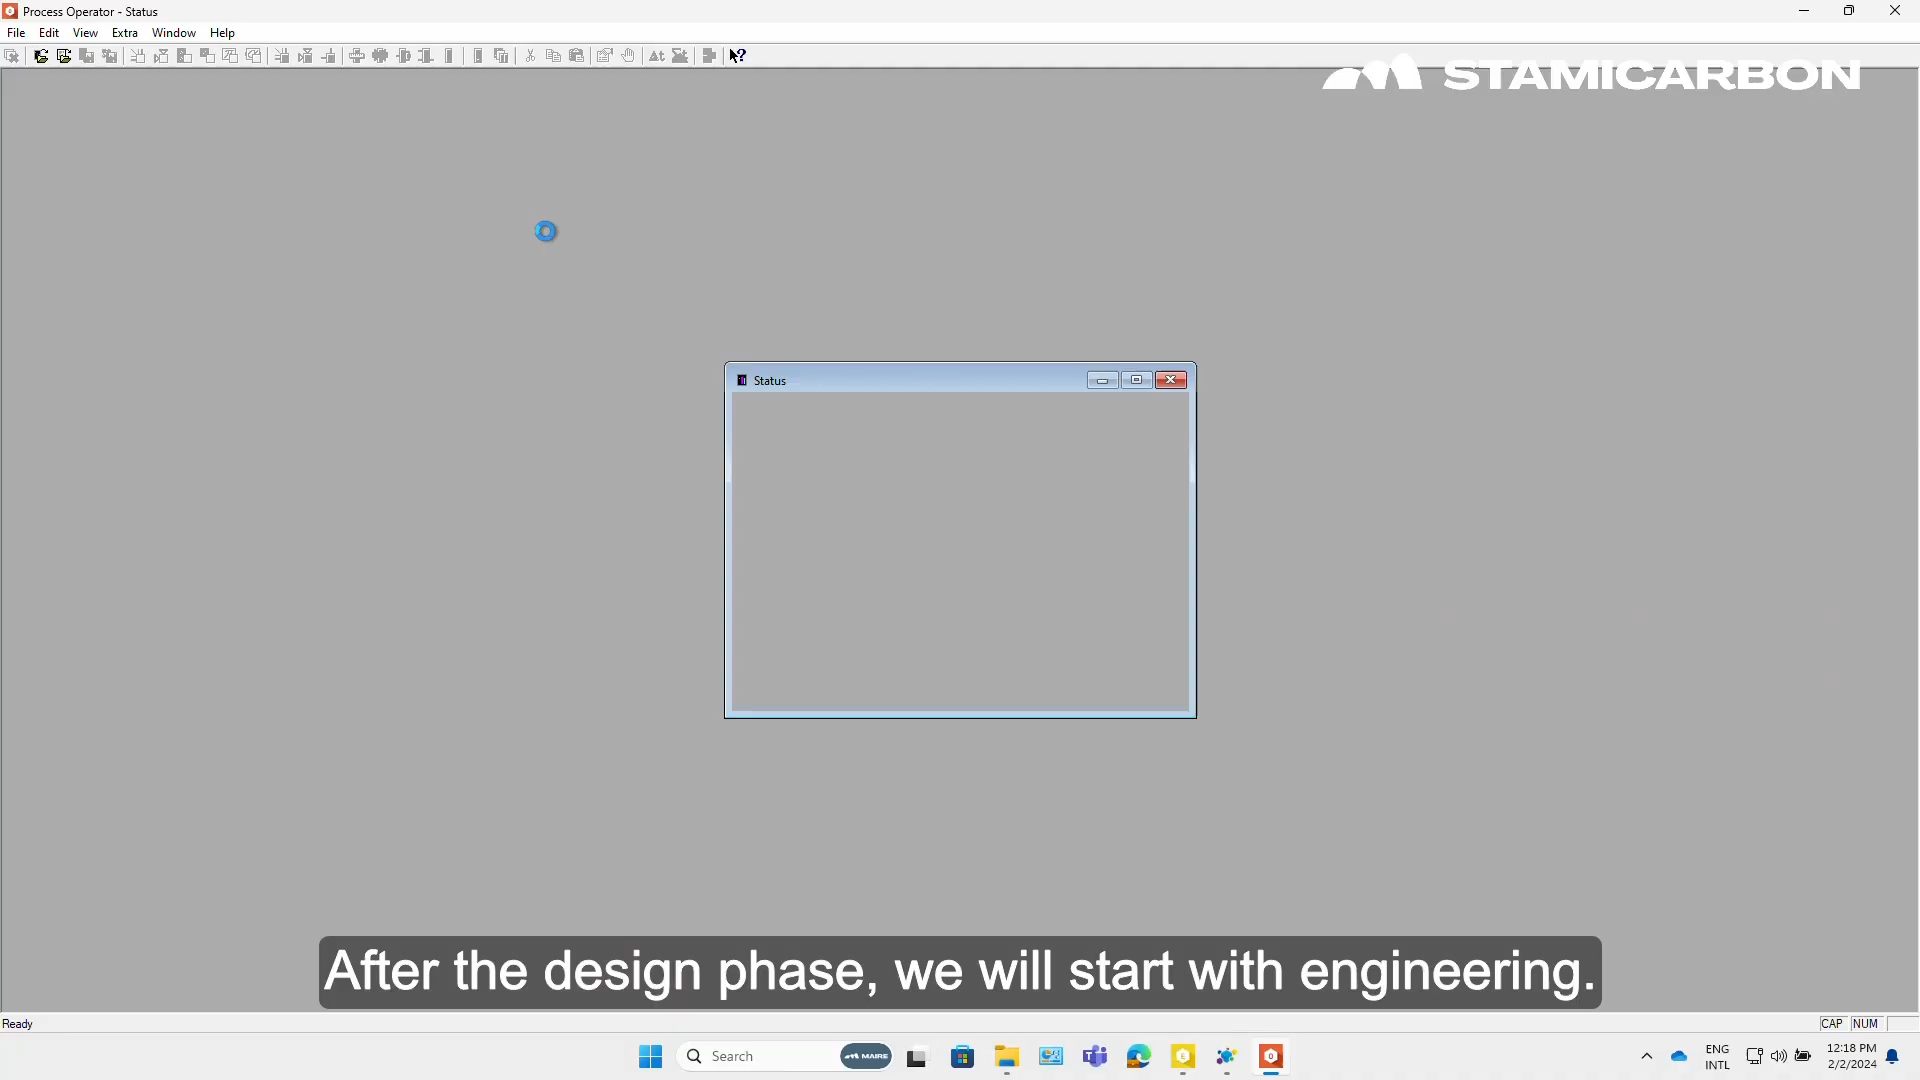 Process Operator - Status
File Edit View Extra Window Help
STAMICARBON
Status
After the design phase, we will start with engineering.
Ready
CAP NUM
Search
MAIRE
ENG
INTL
12:18 PM
2/2/2024